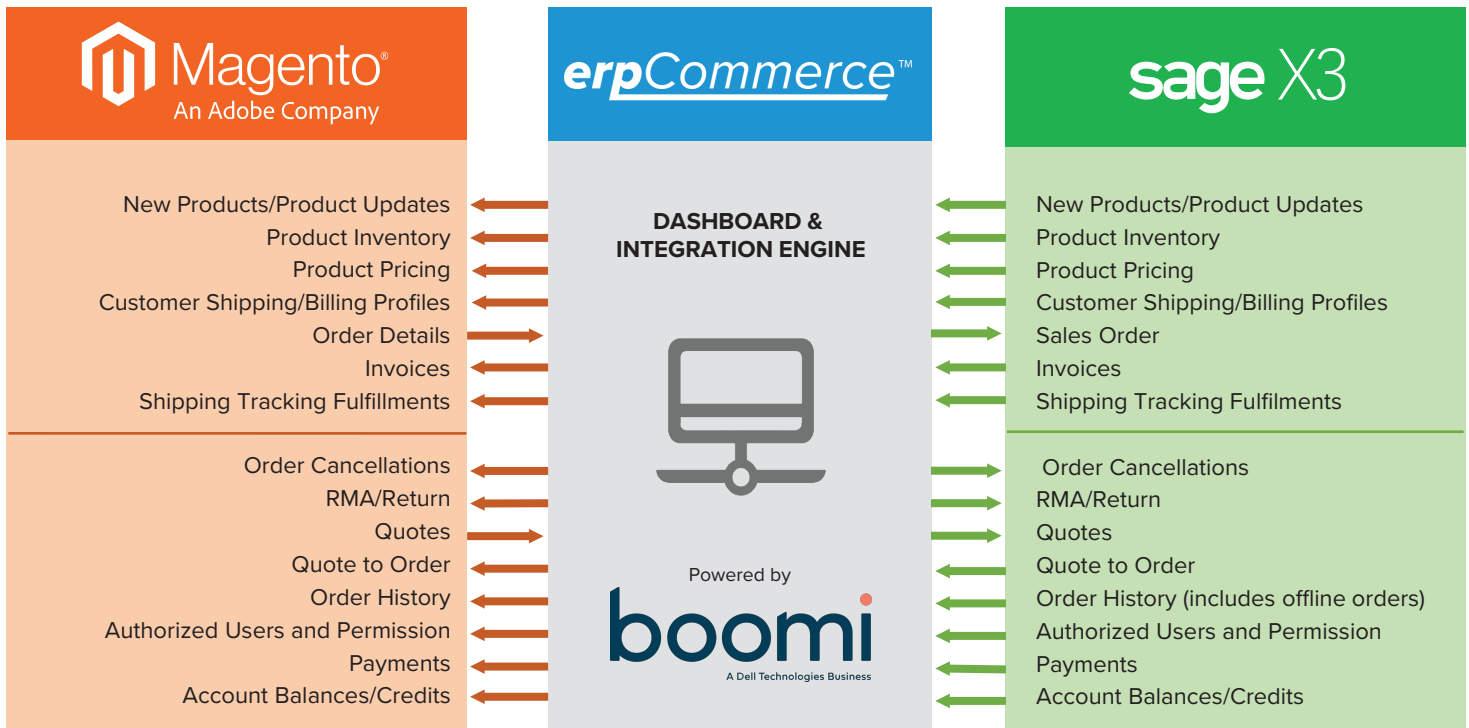 Magento®
An Adobe Company
New Products/Product Updates
Product Inventory
Product Pricing
Customer Shipping/Billing Profiles
Order Details
Invoices
Shipping Tracking Fulfillments
Order Cancellations
RMA/Return
Quotes
Quote to Order
Order History
Authorized Users and Permission
Payments
Account Balances/Credits
erpCommerce™
DASHBOARD &
INTEGRATION ENGINE
Powered by
boomi
A Dell Technologies Business
sage X3
New Products/Product Updates
Product Inventory
Product Pricing
Customer Shipping/Billing Profiles
Sales Order
Invoices
Shipping Tracking Fulfilments
Order Cancellations
RMA/Return
Quotes
Quote to Order
Order History (includes offline orders)
Authorized Users and Permission
Payments
Account Balances/Credits